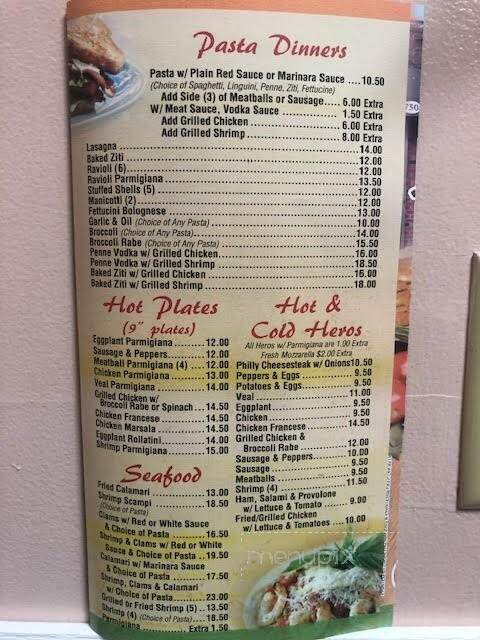 Pasta Dinners
Pasta w/ Plain Red Sauce or Marinara Sauce ....10.50
(Choice of Spaghetti, Linguini, Penne, Ziti, Fettucine)
Add Side (3) of Meatballs or Sausage..... 6.00 Extra
W/ Meat Sauce, Vodka Sauce ............... 1.50 Extra
Add Grilled Chicken ............................. 6.00 Extra
Add Grilled Shrimp............................... 8.00 Extra
Lasagna ..................................................... 14.00
Baked Ziti ................................................... 12.00
Ravioli (6).................................................... 12.00
Ravioli Parmigiana ....................................... 13.50
Stuffed Shells (5) ........................................ 12.00
Manicotti (2)................................................ 12.00
Fettucini Bolognese ..................................... 13.00
Garlic & Oil (Choice of Any Pasta)..................... 10.00
Broccoli (Choice of Any Pasta).......................... 14.00
Broccoli Rabe (Choice of Any Pasta) .................. 15.50
Penne Vodka w/ Grilled Chicken..................... 16.00
Penne Vodka w/ Grilled Shrimp ...................... 18.50
Baked Ziti w/ Grilled Chicken ........................ 16.00
Baked Ziti w/ Grilled Shrimp ......................... 18.00
Hot Plates
(9" plates)
Eggplant Parmigiana.......... 12.00
Sausage & Peppers........... 12.00
Meatball Parmigiana (4) .... 12.00
Chicken Parmigiana .......... 13.00
Veal Parmigiana ............... 14.00
Grilled Chicken w/
Broccoli Rabe or Spinach ... 14.50
Chicken Francese ............. 14.50
Chicken Marsala ............... 14.50
Eggplant Rollatini.............. 14.00
Shrimp Parmigiana ........... 15.00
Seafood
Fried Calamari .................. 13.00
Shrimp Scampi ................. 18.50
(Choice of Pasta)
Clams w/ Red or White Sauce
& Choice of Pasta ............. 16.50
Shrimp & Clams w/ Red or White
Sauce & Choice of Pasta .. 19.50
Calamari w/ Marinara Sauce
& Choice of Pasta ............. 17.50
Shrimp, Clams & Calamari
w/ Choice of Pasta............ 23.00
Grilled or Fried Shrimp (5) .. 13.50
Shrimp (4) (Choice of Pasta).... 18.50
Parmigiana .............. Extra 1.50
Hot &
Cold Heros
All Heros w/ Parmigiana are 1.00 Extra
Fresh Mozzarella $2.00 Extra
Philly Cheesesteak w/ Onions10.50
Peppers & Eggs .................. 9.50
Potatoes & Eggs.................. 9.50
Veal .................................. 11.00
Eggplant............................. 9.50
Chicken.............................. 9.50
Chicken Francese ............... 14.50
Grilled Chicken &
Broccoli Rabe ................. 12.00
Sausage & Peppers............. 10.00
Sausage ............................. 9.50
Meatballs ........................... 9.50
Shrimp (4) ......................... 11.50
Ham, Salami & Provolone
w/ Lettuce & Tomato ........ 9.00
Fried/Grilled Chicken
w/ Lettuce & Tomatoes .... 10.00
menupix